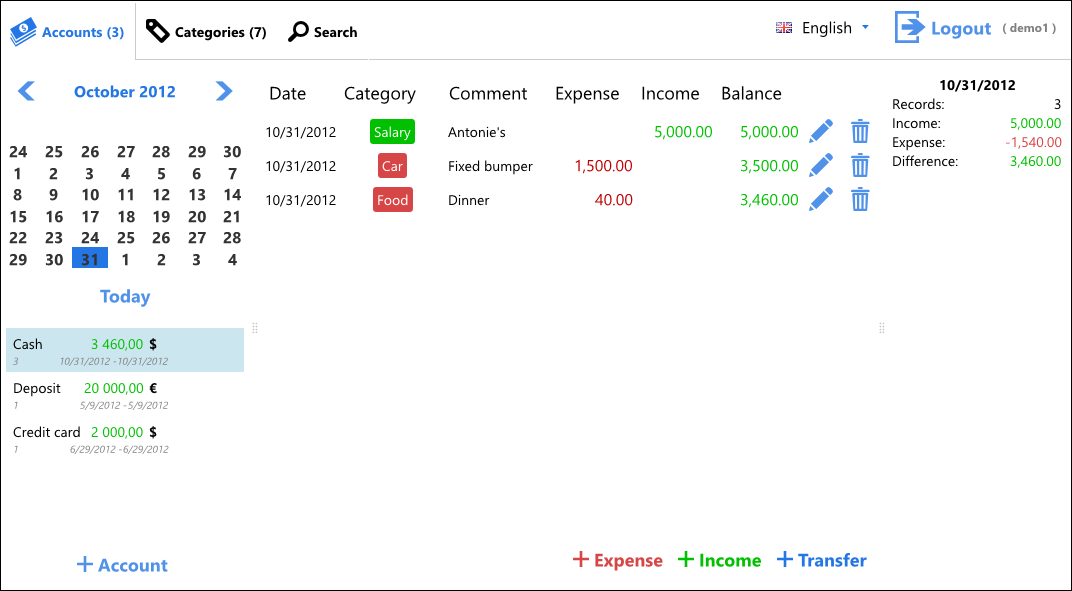 Accounts (3) Categories (7) Search English Logout ( demo1 )
October 2012
24 25 26 27 28 29 30
1 2 3 4 5 6 7
8 9 10 11 12 13 14
15 16 17 18 19 20 21
22 23 24 25 26 27 28
29 30 31 1 2 3 4
Today
Cash 3 460,00 $
3 10/31/2012 -10/31/2012
Deposit 20 000,00 €
1 5/9/2012 -5/9/2012
Credit card 2 000,00 $
1 6/29/2012 -6/29/2012
+ Account
Date Category Comment Expense Income Balance
10/31/2012 Salary Antonie's 5,000.00 5,000.00
10/31/2012 Car Fixed bumper 1,500.00 3,500.00
10/31/2012 Food Dinner 40.00 3,460.00
+ Expense + Income + Transfer
10/31/2012
Records: 3
Income: 5,000.00
Expense: -1,540.00
Difference: 3,460.00